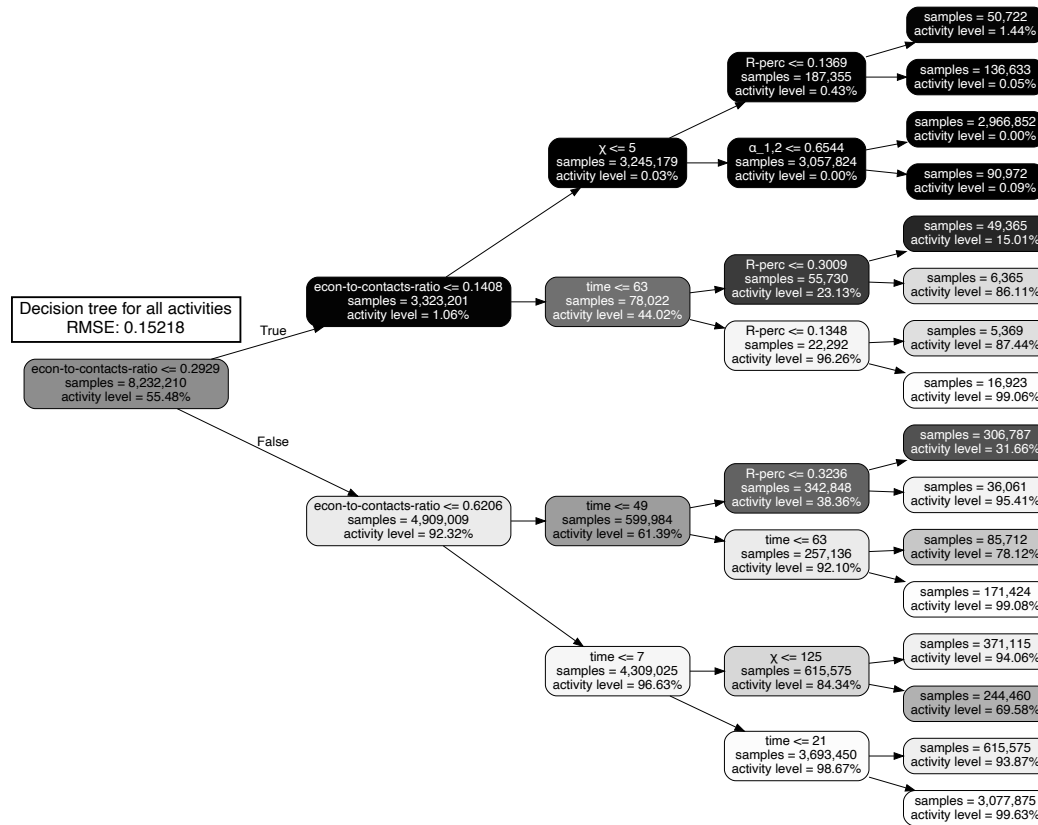 Decision tree for all activities
RMSE: 0.15218
True
False
econ-to-contacts-ratio <= 0.2929
samples = 8,232,210
activity level = 55.48%
econ-to-contacts-ratio <= 0.1408
samples = 3,323,201
activity level = 1.06%
econ-to-contacts-ratio <= 0.6206
samples = 4,909,009
activity level = 92.32%
χ <= 5
samples = 3,245,179
activity level = 0.03%
time <= 63
samples = 78,022
activity level = 44.02%
time <= 49
samples = 599,984
activity level = 61.39%
time <= 7
samples = 4,309,025
activity level = 96.63%
R-perc <= 0.1369
samples = 187,355
activity level = 0.43%
α_1,2 <= 0.6544
samples = 3,057,824
activity level = 0.00%
R-perc <= 0.3009
samples = 55,730
activity level = 23.13%
R-perc <= 0.1348
samples = 22,292
activity level = 96.26%
R-perc <= 0.3236
samples = 342,848
activity level = 38.36%
time <= 63
samples = 257,136
activity level = 92.10%
χ <= 125
samples = 615,575
activity level = 84.34%
time <= 21
samples = 3,693,450
activity level = 98.67%
samples = 50,722
activity level = 1.44%
samples = 136,633
activity level = 0.05%
samples = 2,966,852
activity level = 0.00%
samples = 90,972
activity level = 0.09%
samples = 49,365
activity level = 15.01%
samples = 6,365
activity level = 86.11%
samples = 5,369
activity level = 87.44%
samples = 16,923
activity level = 99.06%
samples = 306,787
activity level = 31.66%
samples = 36,061
activity level = 95.41%
samples = 85,712
activity level = 78.12%
samples = 171,424
activity level = 99.08%
samples = 371,115
activity level = 94.06%
samples = 244,460
activity level = 69.58%
samples = 615,575
activity level = 93.87%
samples = 3,077,875
activity level = 99.63%